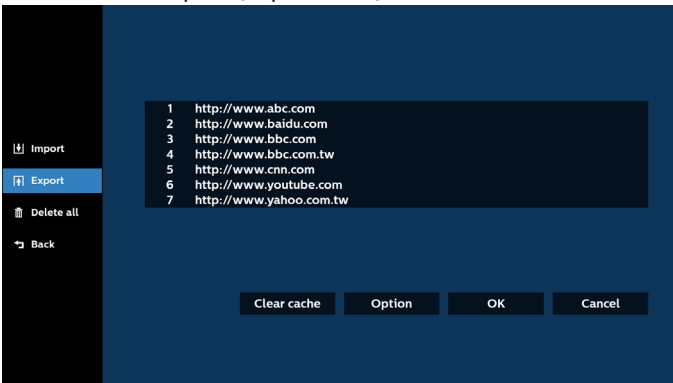 Import
Export
Delete all
Back
1 http://www.abc.com
2 http://www.baidu.com
3 http://www.bbc.com
4 http://www.bbc.com.tw
5 http://www.cnn.com
6 http://www.youtube.com
7 http://www.yahoo.com.tw
Clear cache Option OK Cancel